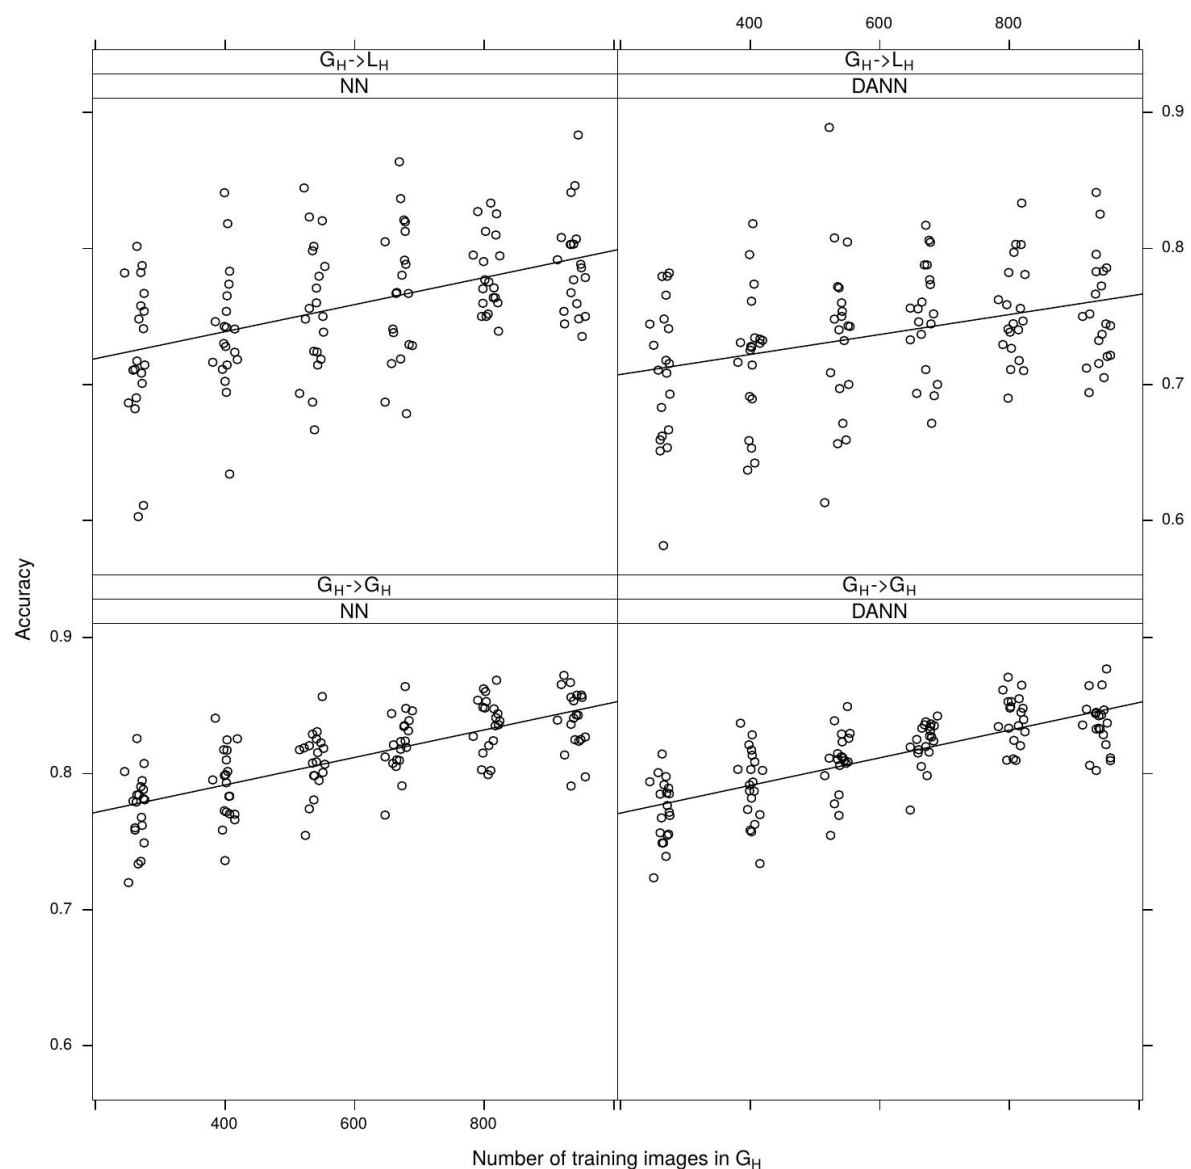 400 600 800
G_H->L_H G_H->L_H
NN DANN
0.9
0.8
0.7
0.6
G_H->G_H G_H->G_H
NN DANN
Accuracy
0.9
0.8
0.7
0.6
400 600 800
Number of training images in G_H